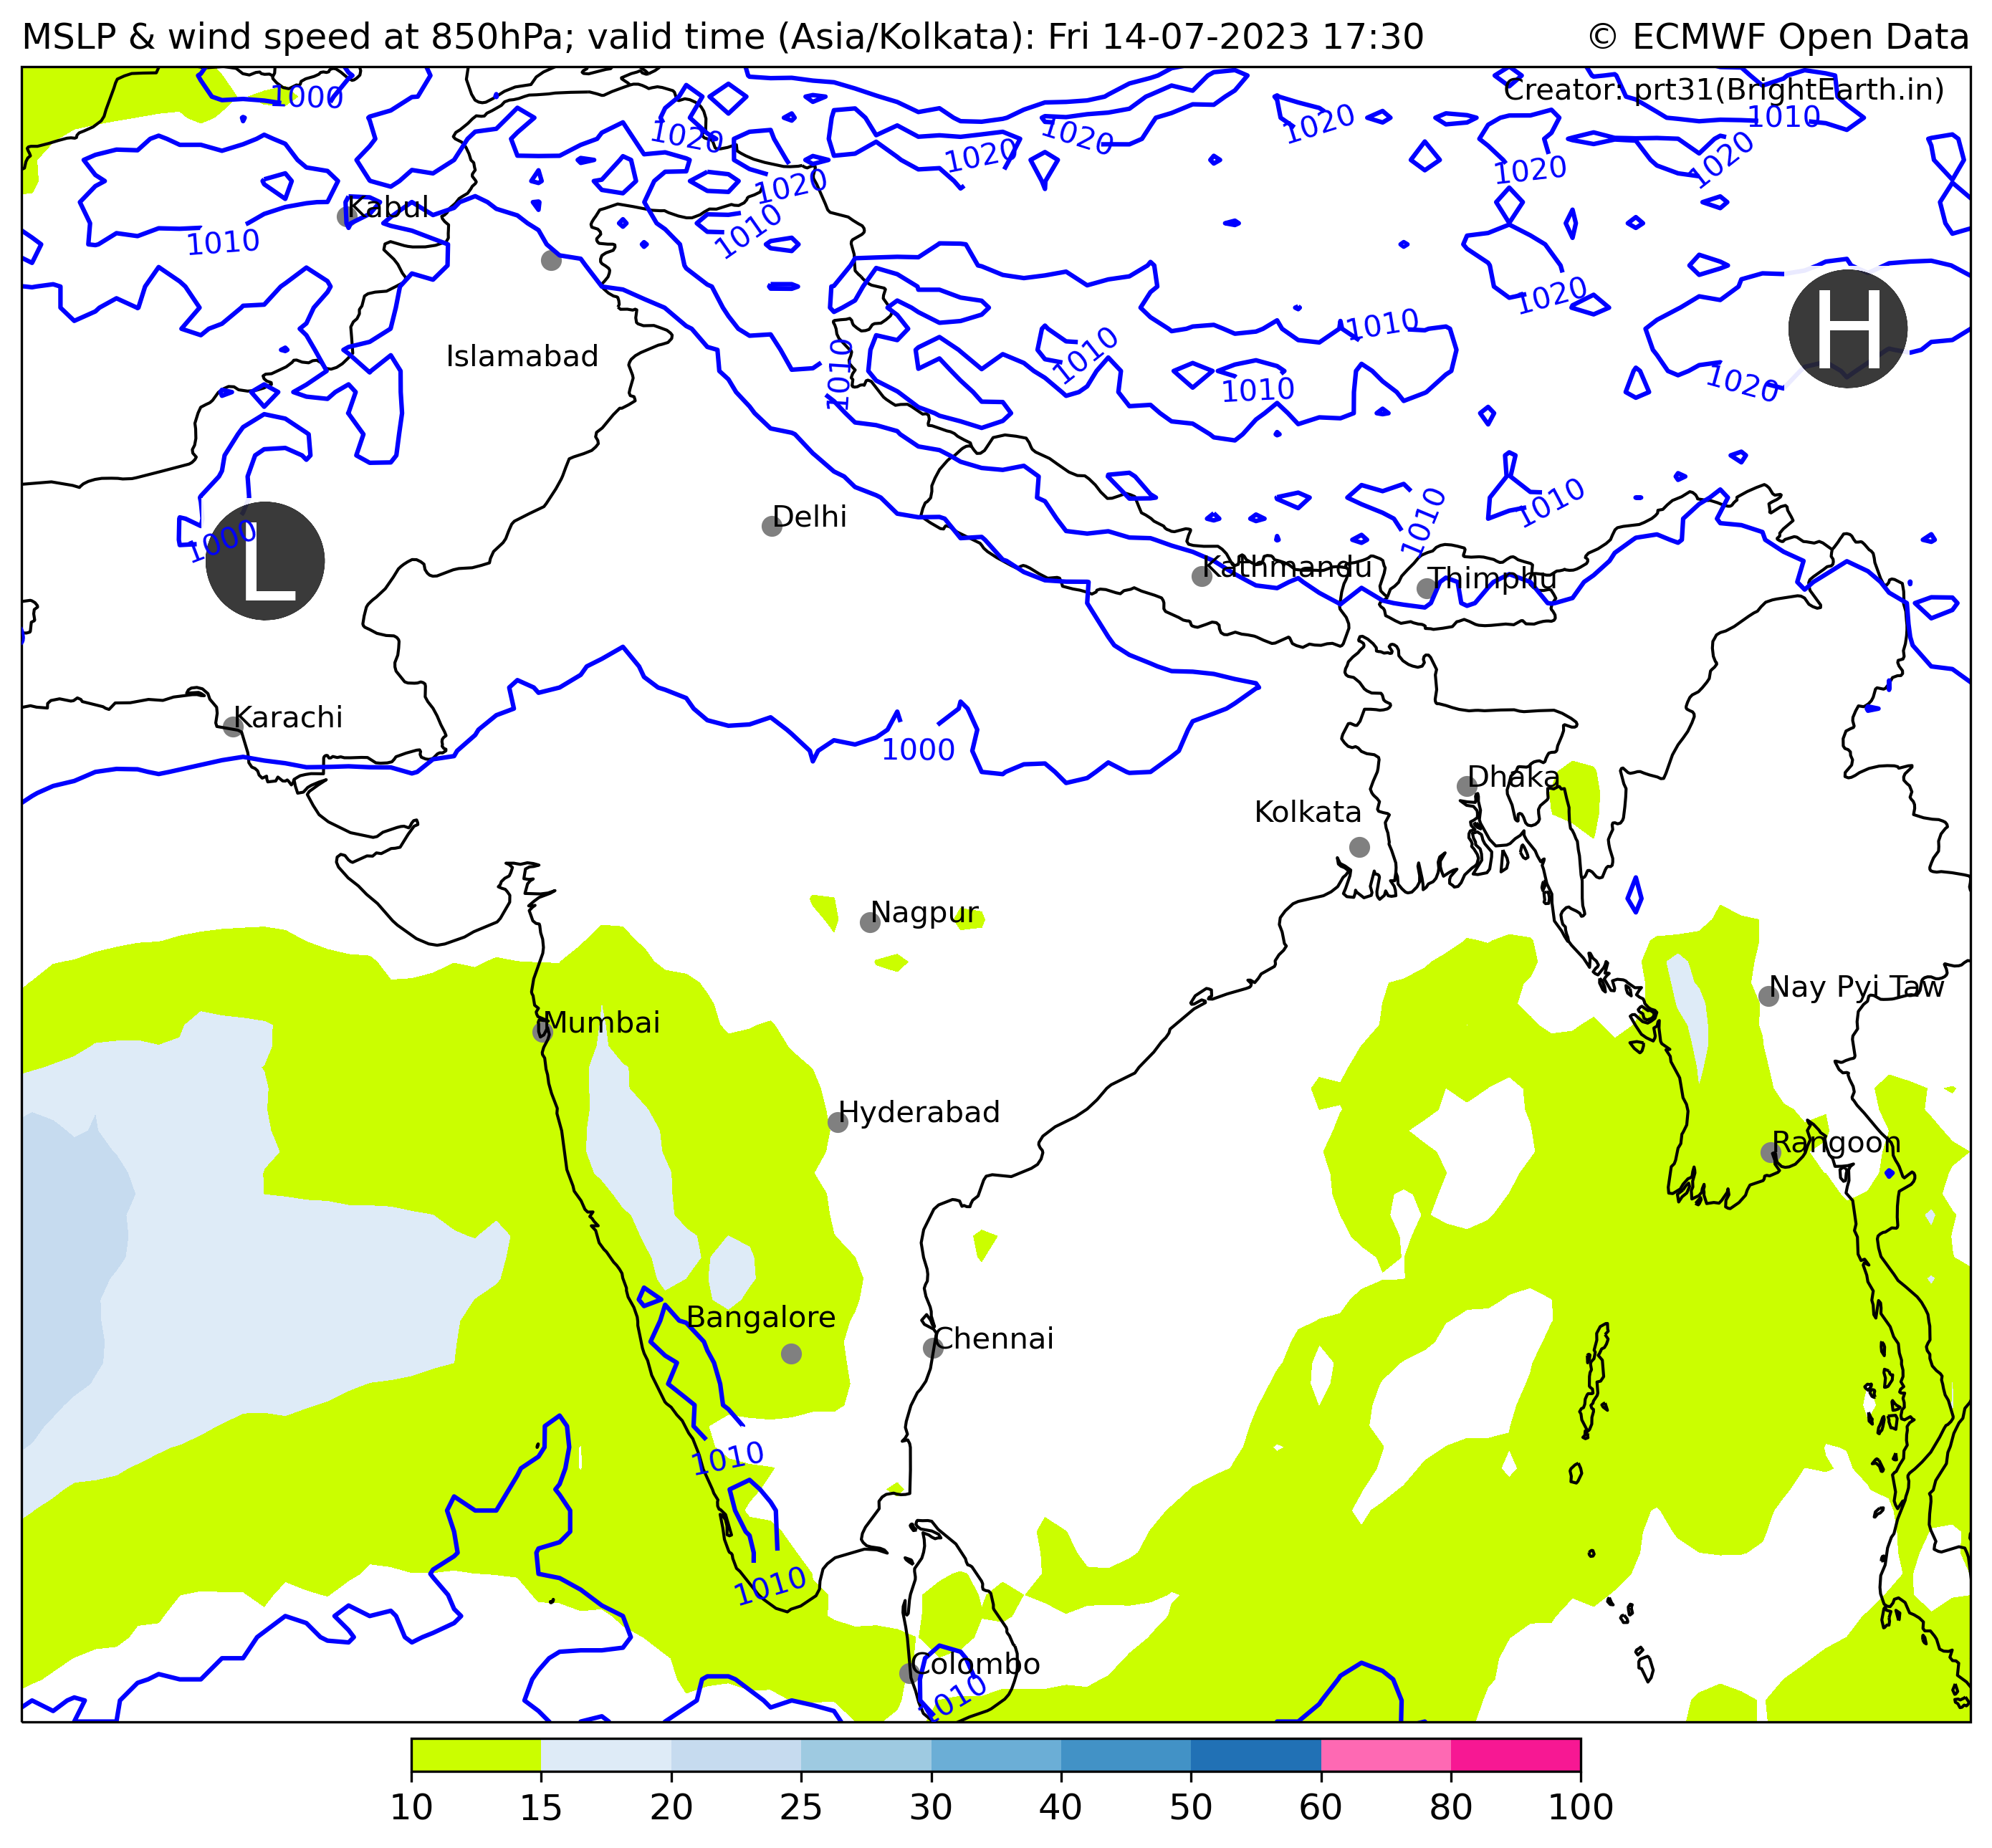 MSLP & wind speed at 850hPa; valid time (Asia/Kolkata): Fri 14-07-2023 17:30
© ECMWF Open Data
Creator: prt31(BrightEarth.in)
1000
1010
1020
1020
1020
1020
1020
1020
1020
Kabul
1010
1010
1020
H
1010
1010
1010
Islamabad
1010
1020
1010
1010
Delhi
1000
L
Kathmandu
Thimphu
Karachi
1000
Dhaka
Kolkata
Nagpur
Nay Pyi Taw
Mumbai
Hyderabad
Rangoon
Bangalore
Chennai
1010
1010
Colombo
1010
10 15 20 25 30 40 50 60 80 100